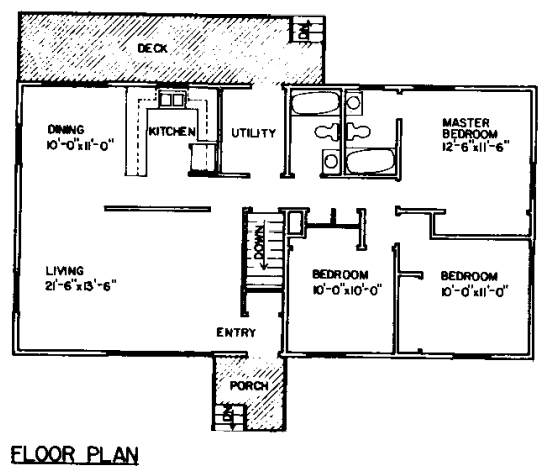 DN
DECK
DINING
10'-0"x11'-0"
KITCHEN
UTILITY
MASTER
BEDROOM
12'-6"x11'-6"
LIVING
21'-6"x13'-6"
DOWN
BEDROOM
10'-0"x10'-0"
BEDROOM
10'-0"x11'-0"
ENTRY
PORCH
DN
FLOOR PLAN